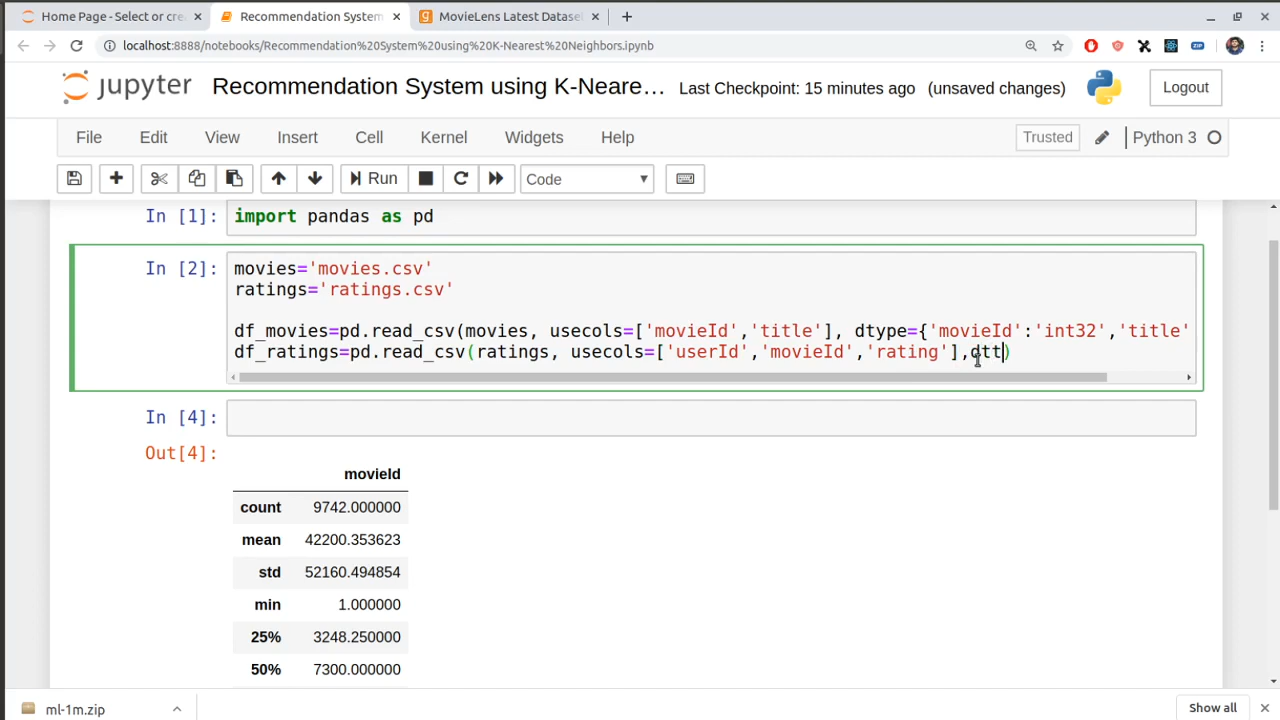 Home Page - Select or cre
Recommendation System
MovieLens Latest Datase
localhost:8888/notebooks/Recommendation%20System%20using%20K-Nearest%20Neighbors.ipynb
jupyter Recommendation System using K-Neare... Last Checkpoint: 15 minutes ago (unsaved changes) Logout
File Edit View Insert Cell Kernel Widgets Help Trusted Python 3
Run Code
In [1]: import pandas as pd
In [2]: movies='movies.csv'
ratings='ratings.csv'
df_movies=pd.read_csv(movies, usecols=['movieId','title'], dtype={'movieId':'int32','title'
df_ratings=pd.read_csv(ratings, usecols=['userId','movieId','rating'],dtt)
In [4]:
Out[4]:
movieId
count 9742.000000
mean 42200.353623
std 52160.494854
min 1.000000
25% 3248.250000
50% 7300.000000
ml-1m.zip Show all